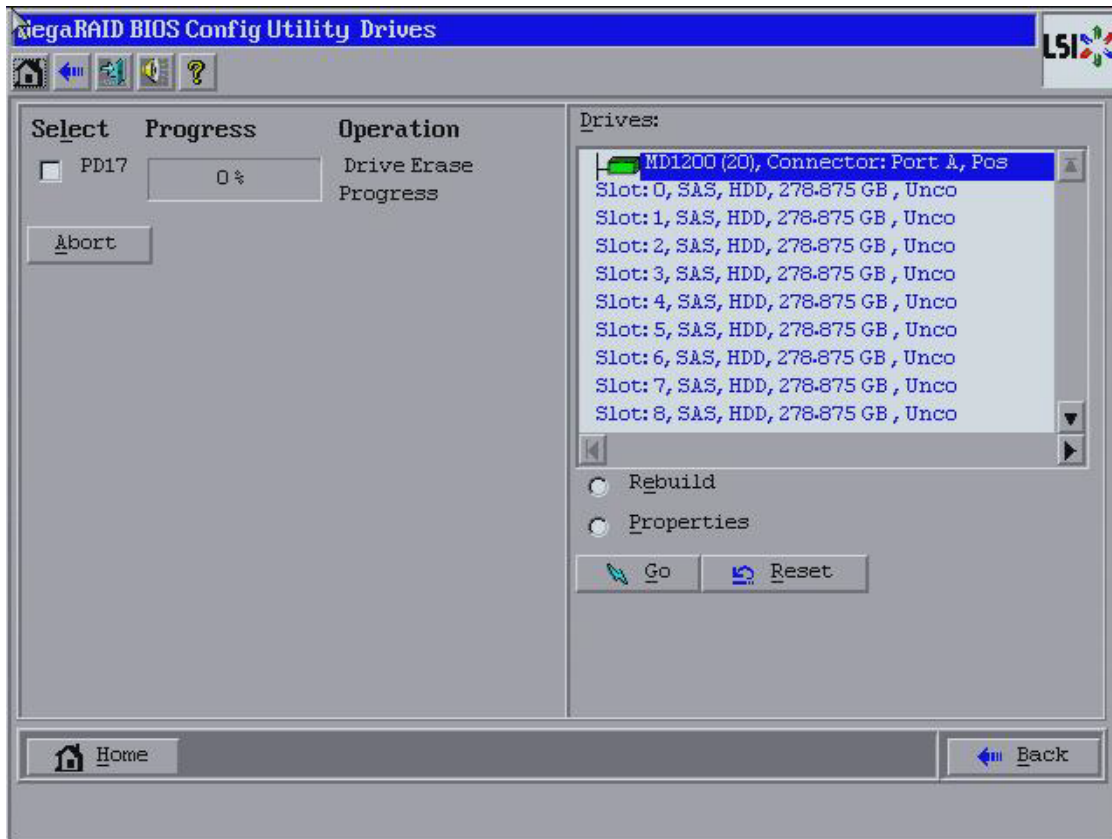 MegaRAID BIOS Config Utility Drives
LSI
Select Progress Operation
PD17 0% Drive Erase Progress
Abort
Drives:
MD1200 (20), Connector: Port A, Pos
Slot: 0, SAS, HDD, 278.875 GB , Unco
Slot: 1, SAS, HDD, 278.875 GB , Unco
Slot: 2, SAS, HDD, 278.875 GB , Unco
Slot: 3, SAS, HDD, 278.875 GB , Unco
Slot: 4, SAS, HDD, 278.875 GB , Unco
Slot: 5, SAS, HDD, 278.875 GB , Unco
Slot: 6, SAS, HDD, 278.875 GB , Unco
Slot: 7, SAS, HDD, 278.875 GB , Unco
Slot: 8, SAS, HDD, 278.875 GB , Unco
Rebuild
Properties
Go Reset
Home Back